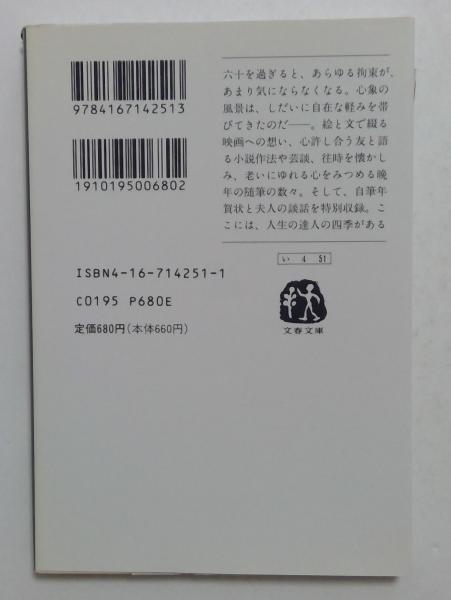 六十を過ぎると、あらゆる拘束が、
あまり気にならなくなる。心象の
風景は、しだいに自在な軽みを帯
びてきたのだ——。絵と文で綴る
映画への想い、心許し合う友と語
る小説作法や芸談、往時を懐かし
み、老いにゆれる心をみつめる晩
年の随筆の数々。そして、自筆年
賀状と夫人の談話を特別収録。こ
こには、人生の達人の四季がある
9784167142513
1910195006802
ISBN4-16-714251-1
C0195 P680E
定価680円(本体660円)
い 4 51
文春文庫